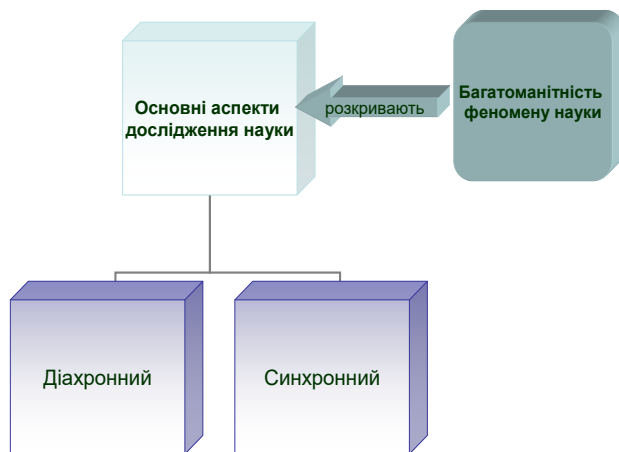 Основні аспекти
дослідження науки
розкривають
Багатоманітність
феномену науки
Діахронний
Синхронний